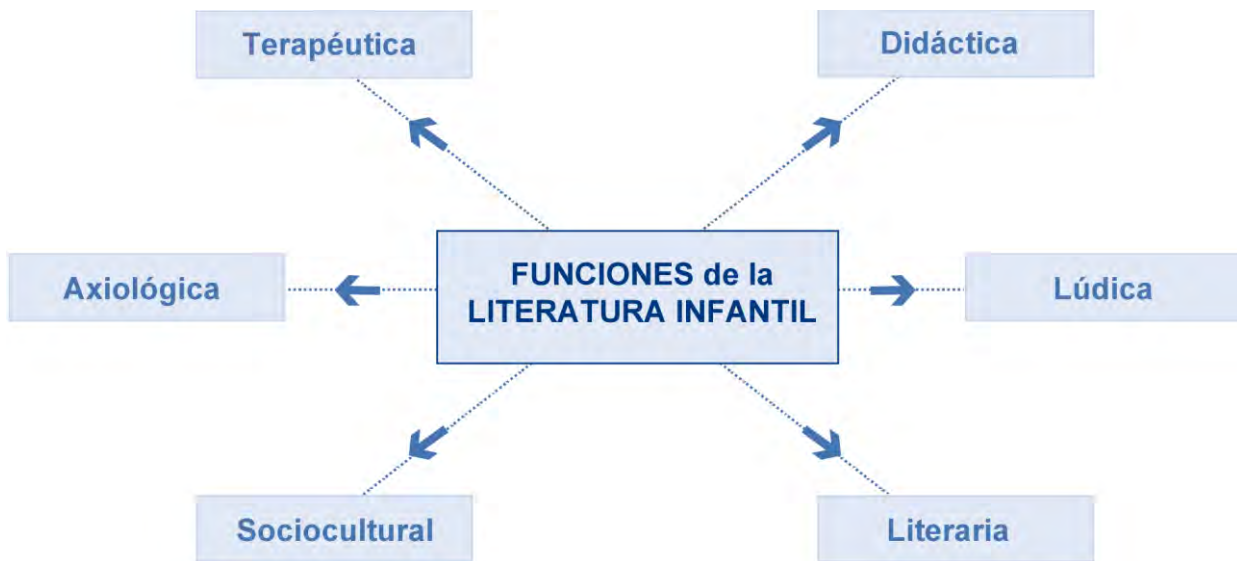 Terapéutica
Didáctica
Axiológica
FUNCIONES de la
LITERATURA INFANTIL
Lúdica
Sociocultural
Literaria